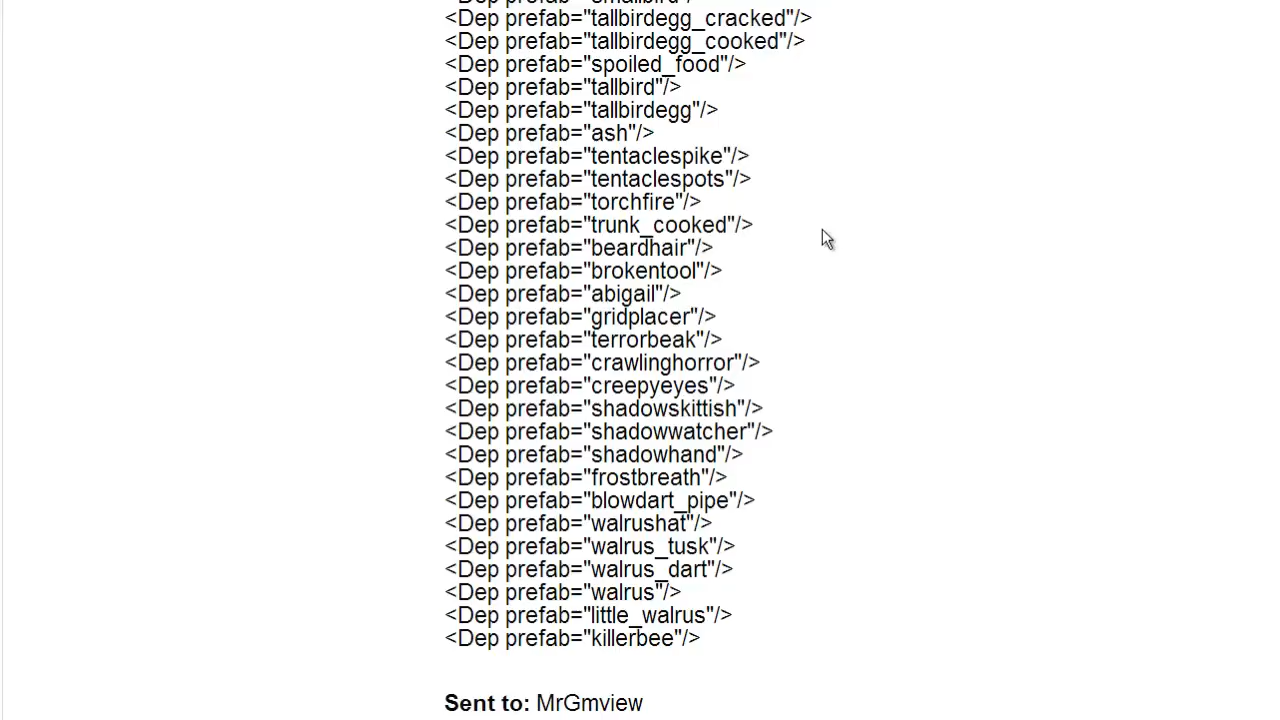 <Dep prefab="smallbird"/>
<Dep prefab="tallbirdegg_cracked"/>
<Dep prefab="tallbirdegg_cooked"/>
<Dep prefab="spoiled_food"/>
<Dep prefab="tallbird"/>
<Dep prefab="tallbirdegg"/>
<Dep prefab="ash"/>
<Dep prefab="tentaclespike"/>
<Dep prefab="tentaclespots"/>
<Dep prefab="torchfire"/>
<Dep prefab="trunk_cooked"/>
<Dep prefab="beardhair"/>
<Dep prefab="brokentool"/>
<Dep prefab="abigail"/>
<Dep prefab="gridplacer"/>
<Dep prefab="terrorbeak"/>
<Dep prefab="crawlinghorror"/>
<Dep prefab="creepyeyes"/>
<Dep prefab="shadowskittish"/>
<Dep prefab="shadowwatcher"/>
<Dep prefab="shadowhand"/>
<Dep prefab="frostbreath"/>
<Dep prefab="blowdart_pipe"/>
<Dep prefab="walrushat"/>
<Dep prefab="walrus_tusk"/>
<Dep prefab="walrus_dart"/>
<Dep prefab="walrus"/>
<Dep prefab="little_walrus"/>
<Dep prefab="killerbee"/>
Sent to: MrGmview